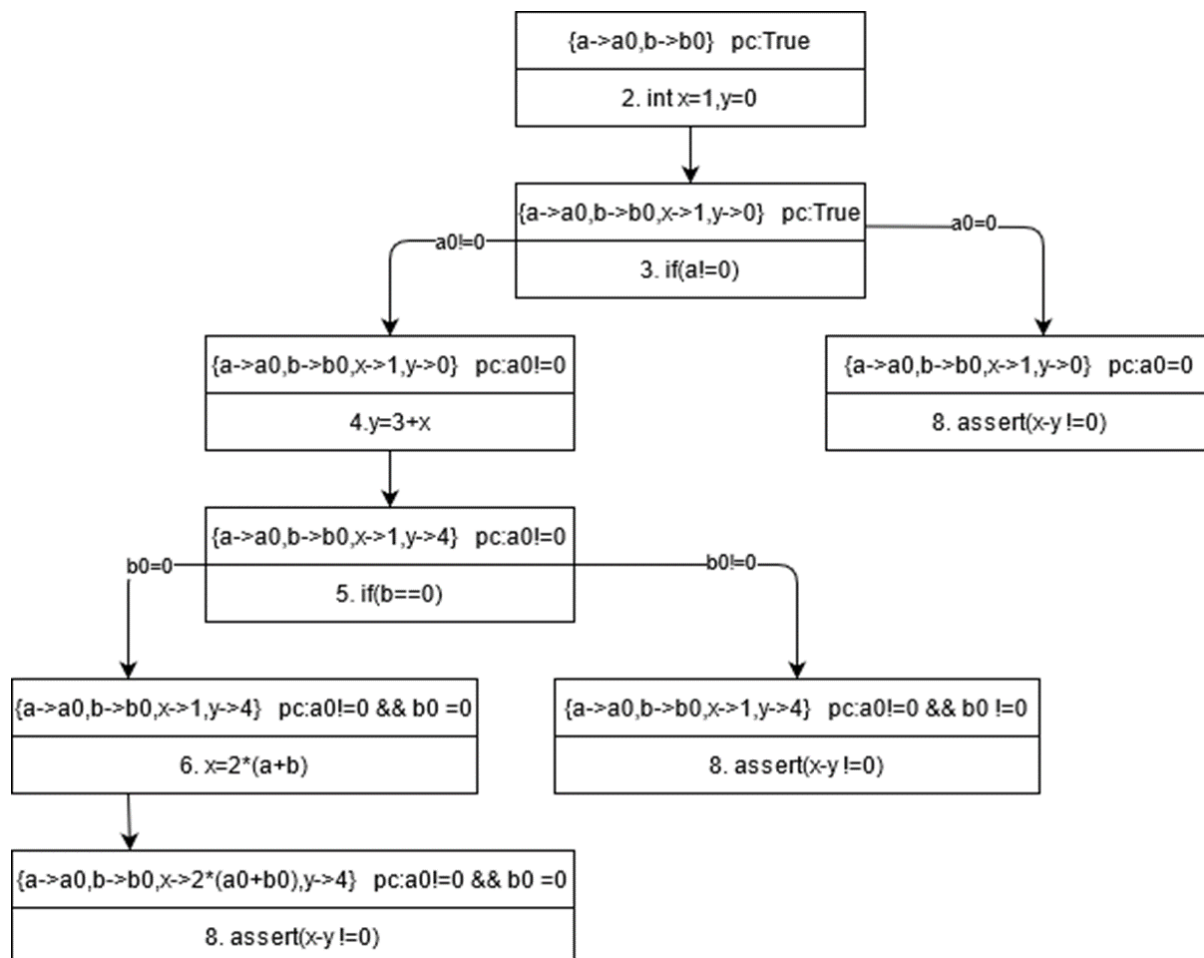 {a->a0,b->b0} pc:True
2. int x=1,y=0
{a->a0,b->b0,x->1,y->0} pc:True
a0!=0
a0=0
3. if(a!=0)
{a->a0,b->b0,x->1,y->0} pc:a0!=0
{a->a0,b->b0,x->1,y->0} pc:a0=0
4.y=3+x
8. assert(x-y !=0)
{a->a0,b->b0,x->1,y->4} pc:a0!=0
b0=0
b0!=0
5. if(b==0)
{a->a0,b->b0,x->1,y->4} pc:a0!=0 && b0 =0
{a->a0,b->b0,x->1,y->4} pc:a0!=0 && b0 !=0
6. x=2*(a+b)
8. assert(x-y !=0)
{a->a0,b->b0,x->2*(a0+b0),y->4} pc:a0!=0 && b0 =0
8. assert(x-y !=0)